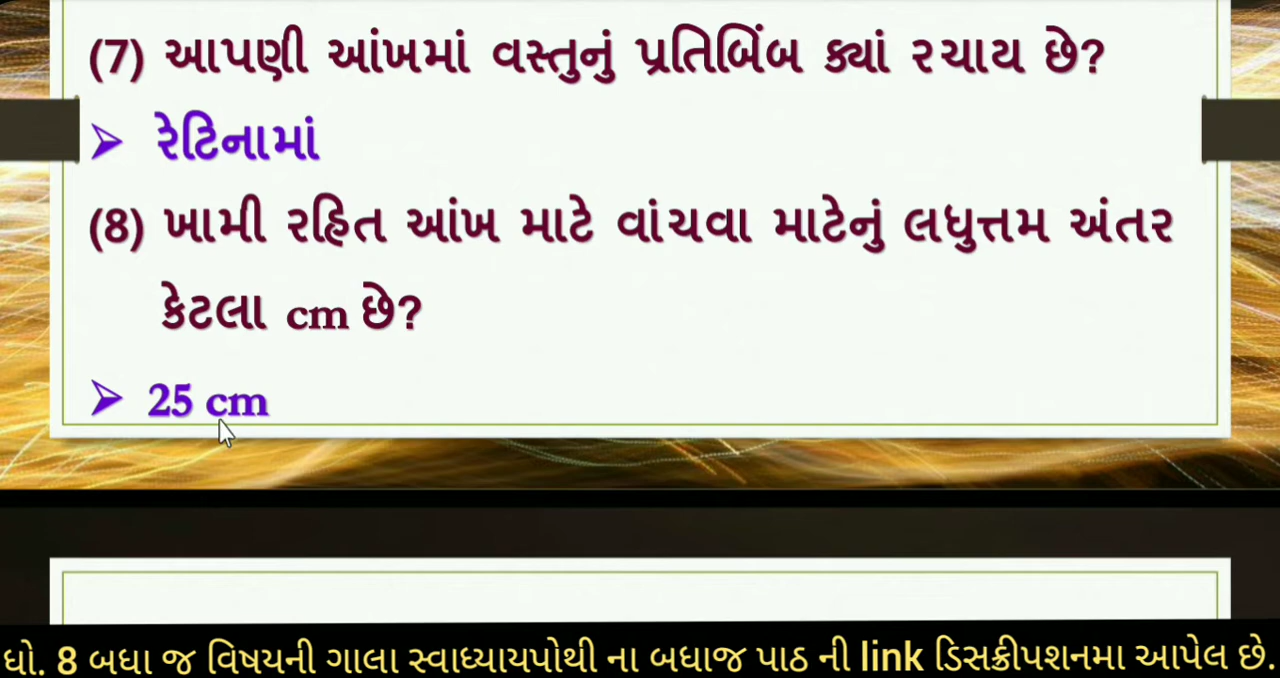 (7) આપણી આંખમાં વસ્તુનું પ્રતિબિંબ ક્યાં રચાય છે?
➢ રેટિનામાં
(8) ખામી રહિત આંખ માટે વાંચવા માટેનું લઘુત્તમ અંતર
કેટલા cm છે?
➢ 25 cm
ધો. 8 બધા જ વિષયની ગાલા સ્વાધ્યાયપોથી ના બધાજ પાઠ ની link ડિસક્રીપશનમા આપેલ છે.